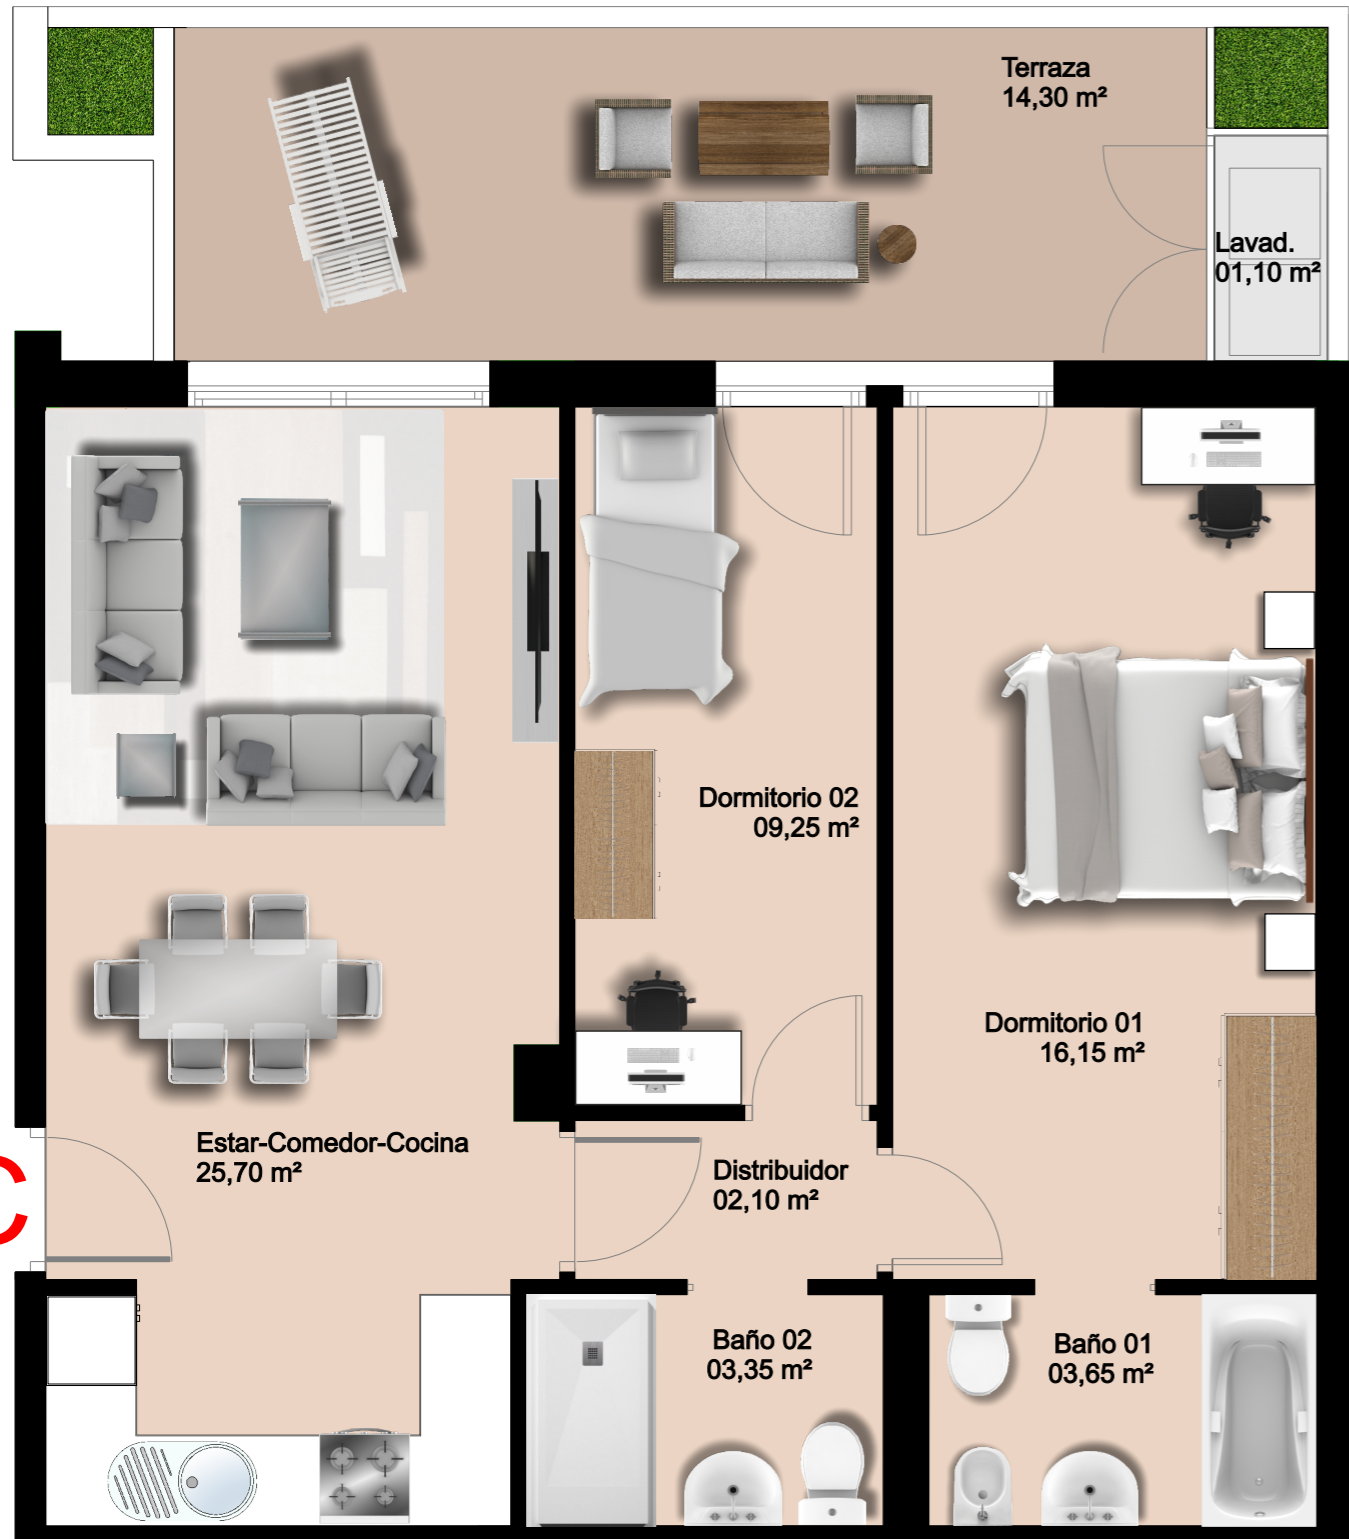 Terraza
14,30 m²
Lavad.
01,10 m²
Dormitorio 02
09,25 m²
Dormitorio 01
16,15 m²
Estar-Comedor-Cocina
25,70 m²
Distribuidor
02,10 m²
C
Baño 02
03,35 m²
Baño 01
03,65 m²